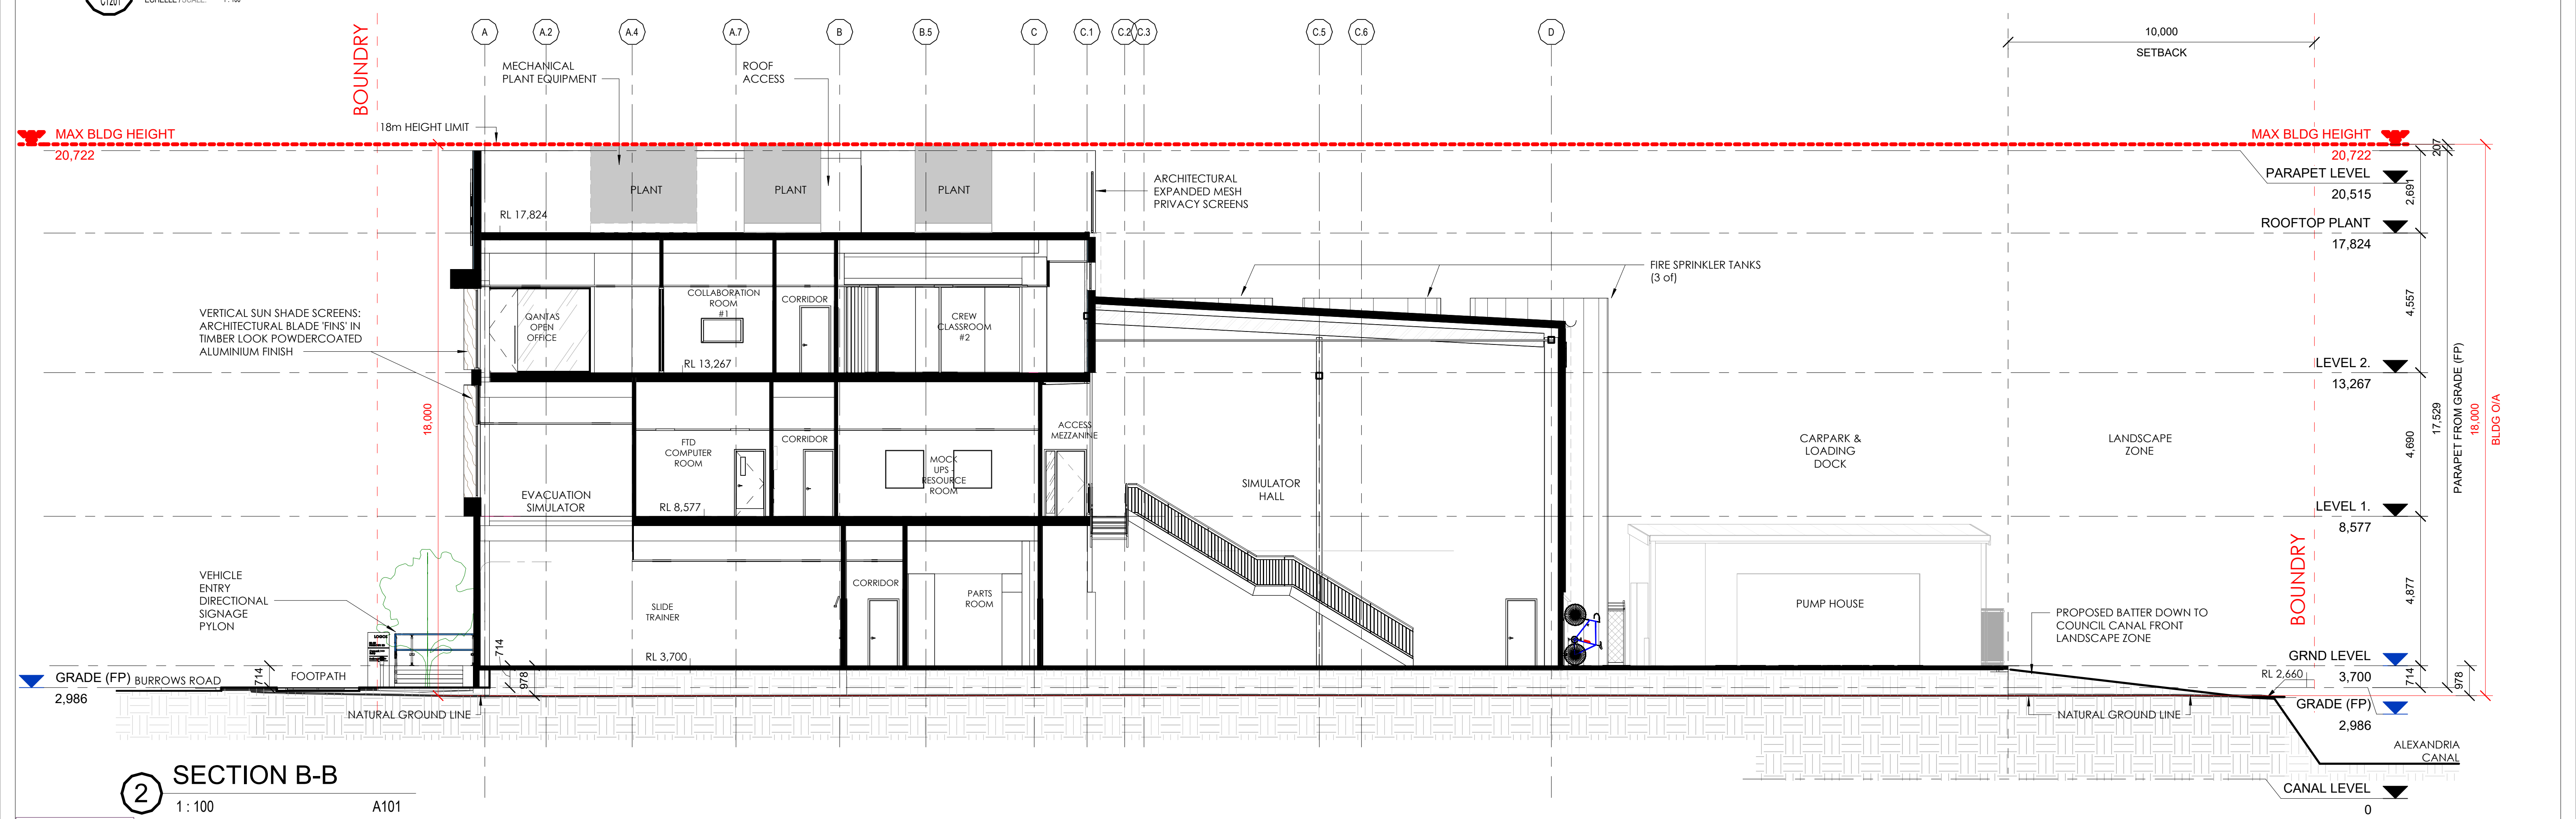 C1201
ECHELLE / SCALE: 1 : 100
A
A.2
A.4
A.7
B
B.5
C
C.1
C.2
C.3
C.5
C.6
D
10,000
SETBACK
BOUNDRY
MECHANICAL
PLANT EQUIPMENT
ROOF
ACCESS
18m HEIGHT LIMIT
MAX BLDG HEIGHT
20,722
MAX BLDG HEIGHT
20,722
207
PARAPET LEVEL
20,515
2,691
PLANT
PLANT
PLANT
ARCHITECTURAL
EXPANDED MESH
PRIVACY SCREENS
RL 17,824
ROOFTOP PLANT
17,824
FIRE SPRINKLER TANKS
(3 of)
4,557
VERTICAL SUN SHADE SCREENS:
ARCHITECTURAL BLADE 'FINS' IN
TIMBER LOOK POWDERCOATED
ALUMINIUM FINISH
QANTAS
OPEN
OFFICE
COLLABORATION
ROOM
#1
CORRIDOR
CREW
CLASSROOM
#2
RL 13,267
LEVEL 2.
13,267
18,000
FTD
COMPUTER
ROOM
CORRIDOR
MOCK
UPS -
RESOURCE
ROOM
ACCESS
MEZZANINE
EVACUATION
SIMULATOR
RL 8,577
SIMULATOR
HALL
CARPARK &
LOADING
DOCK
LANDSCAPE
ZONE
4,690
17,529
PARAPET FROM GRADE (FP)
18,000
BLDG O/A
LEVEL 1.
8,577
BOUNDRY
4,877
VEHICLE
ENTRY
DIRECTIONAL
SIGNAGE
PYLON
LOGOS
SLIDE
TRAINER
CORRIDOR
PARTS
ROOM
PUMP HOUSE
PROPOSED BATTER DOWN TO
COUNCIL CANAL FRONT
LANDSCAPE ZONE
RL 3,700
714
978
714
GRND LEVEL
3,700
RL 2,660
714
978
GRADE (FP)
2,986
BURROWS ROAD
FOOTPATH
NATURAL GROUND LINE
NATURAL GROUND LINE
GRADE (FP)
2,986
ALEXANDRIA
CANAL
CANAL LEVEL
0
2
SECTION B-B
1 : 100
A101